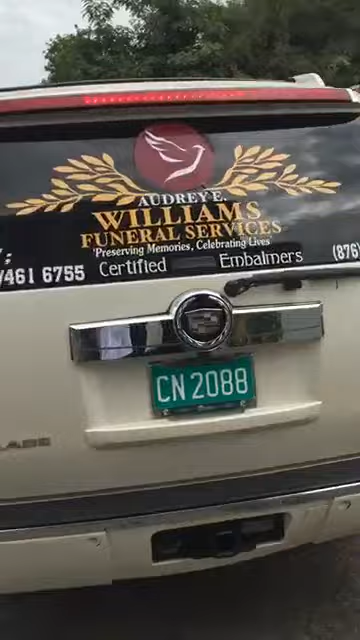 AUDREY E.
WILLIAMS
FUNERAL SERVICES
'Preserving Memories, Celebrating Lives'
/461 6755 Certified Embalmers (876)
CN 2088